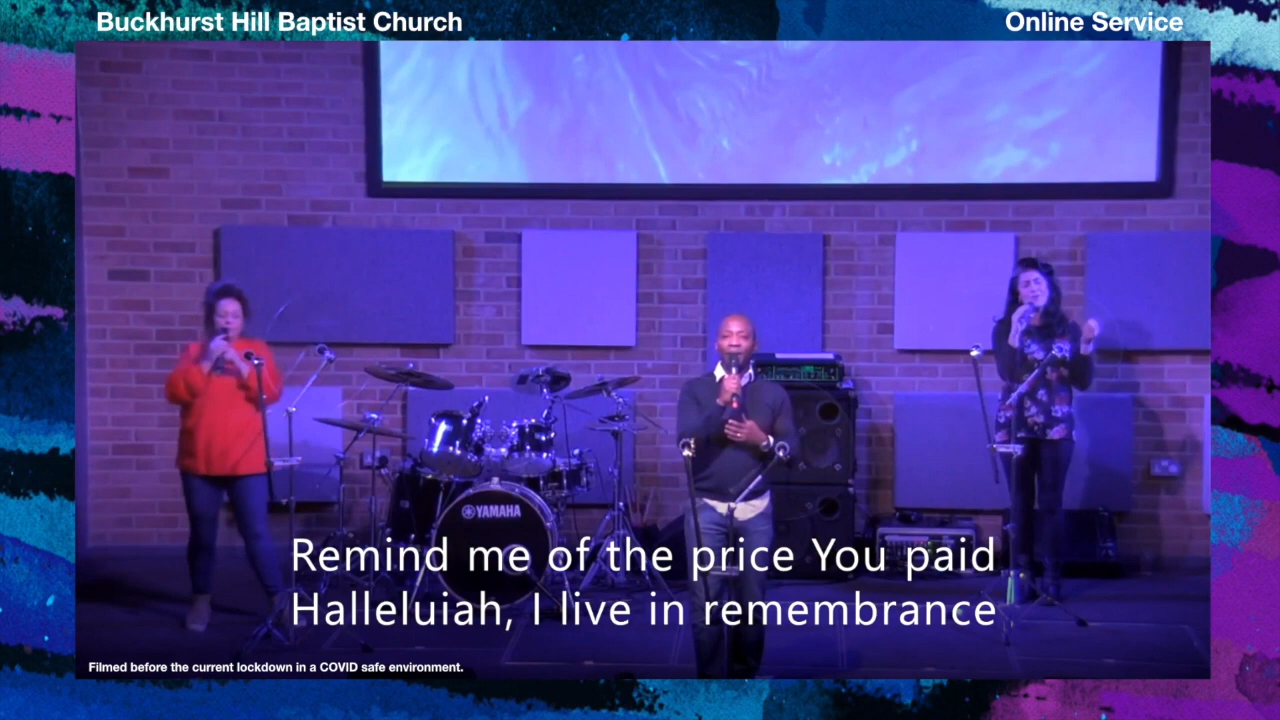 Buckhurst Hill Baptist Church
Online Service
YAMAHA
Remind me of the price You paid
Halleluiah, I live in remembrance
Filmed before the current lockdown in a COVID safe environment.